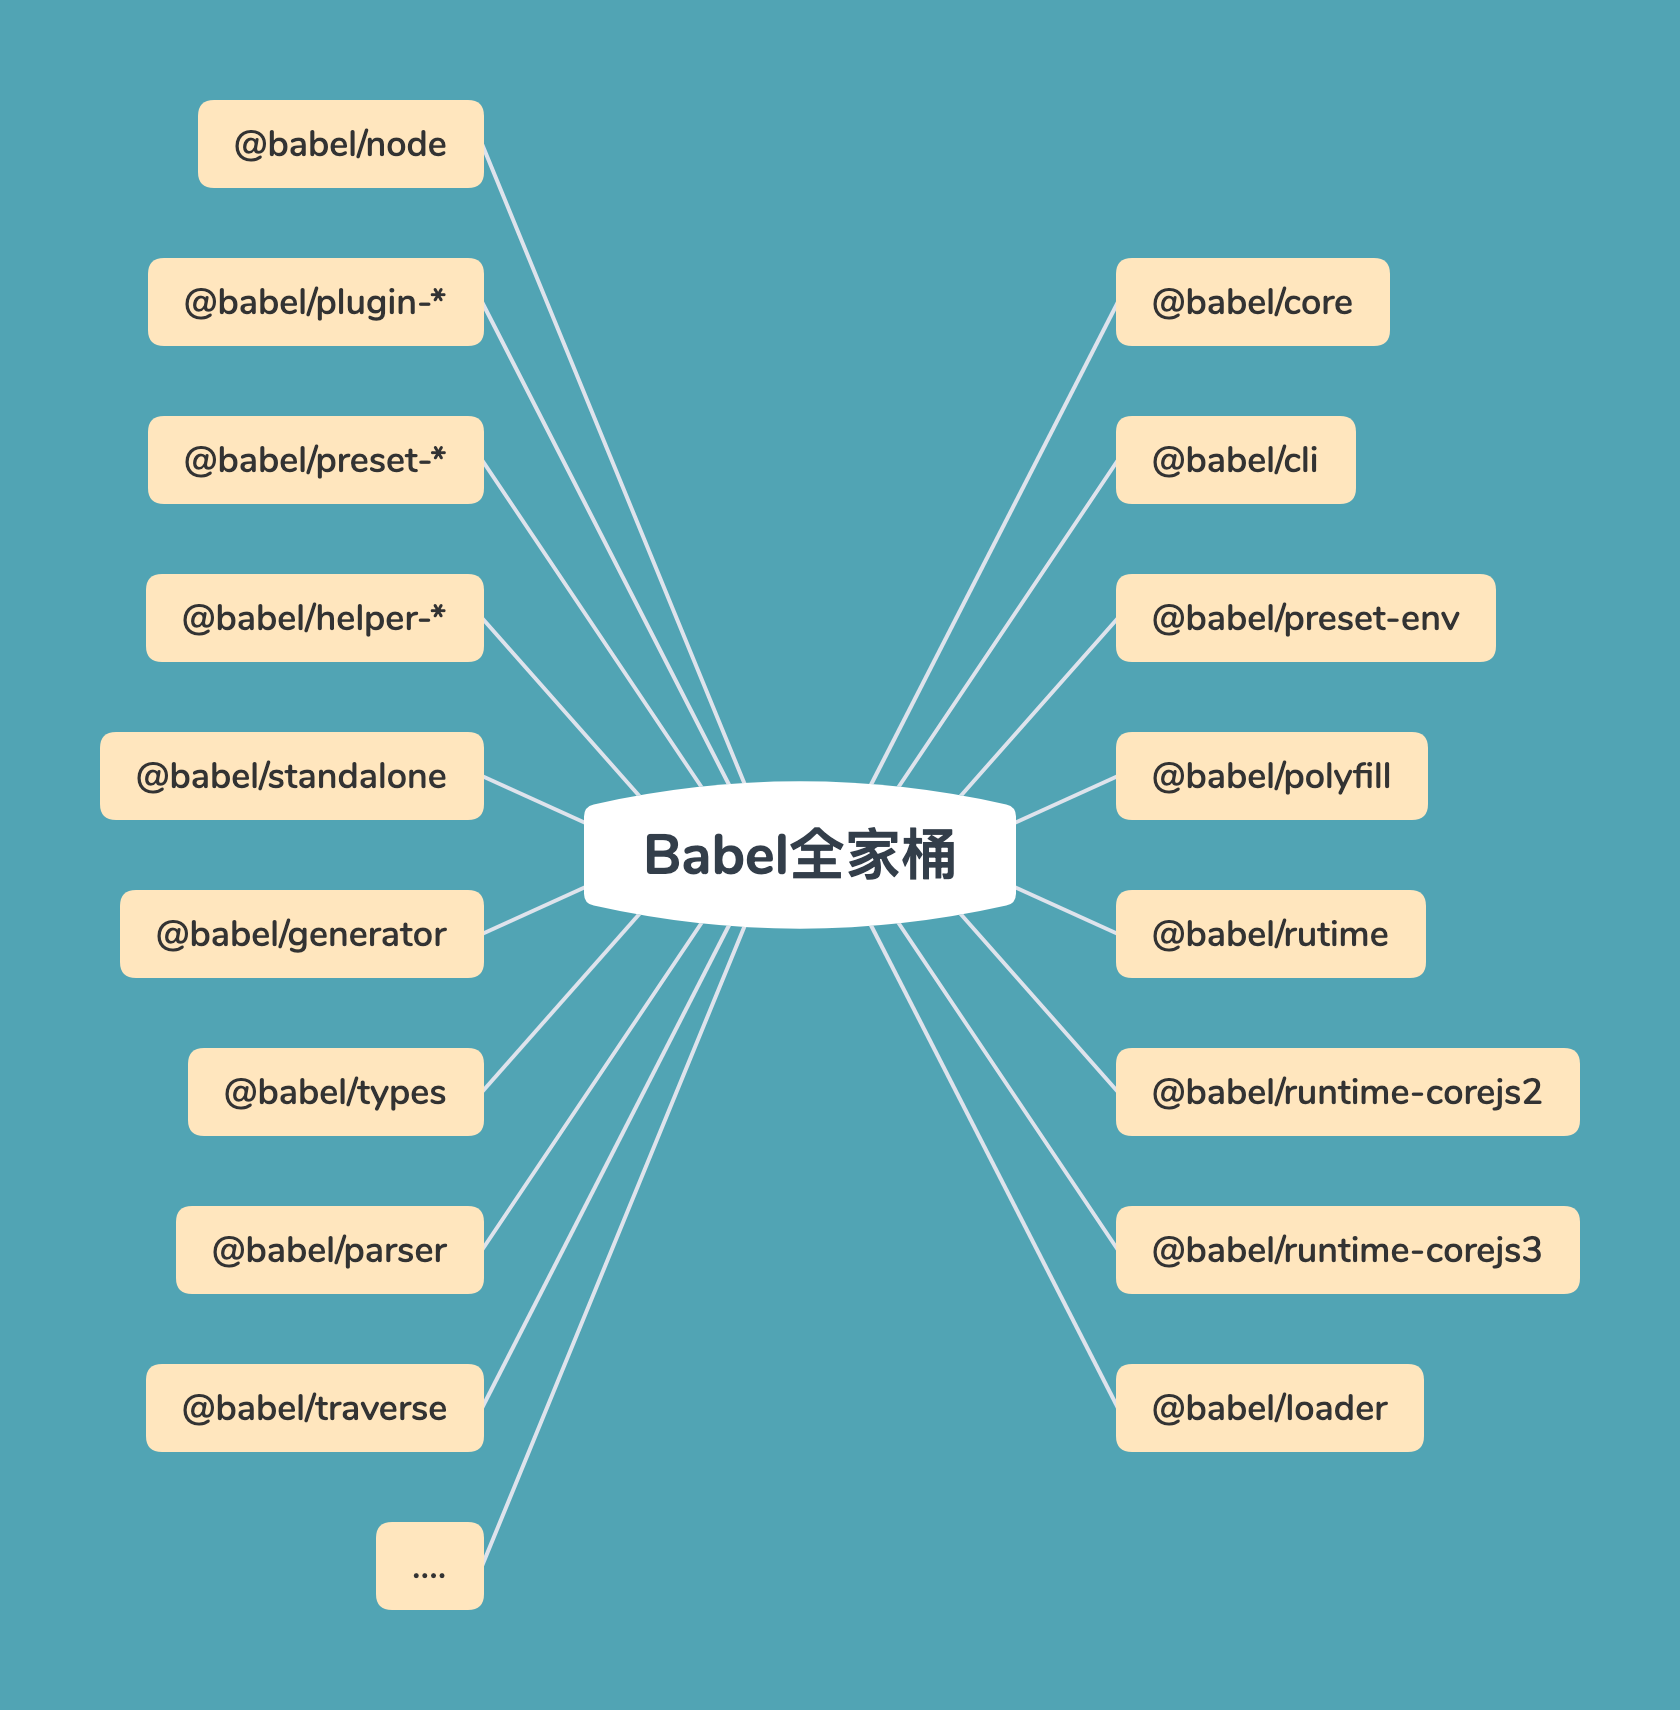 @babel/node
@babel/plugin-*
@babel/preset-*
@babel/helper-*
@babel/standalone
@babel/generator
@babel/types
@babel/parser
@babel/traverse
....
Babel全家桶
@babel/core
@babel/cli
@babel/preset-env
@babel/polyfill
@babel/rutime
@babel/runtime-corejs2
@babel/runtime-corejs3
@babel/loader